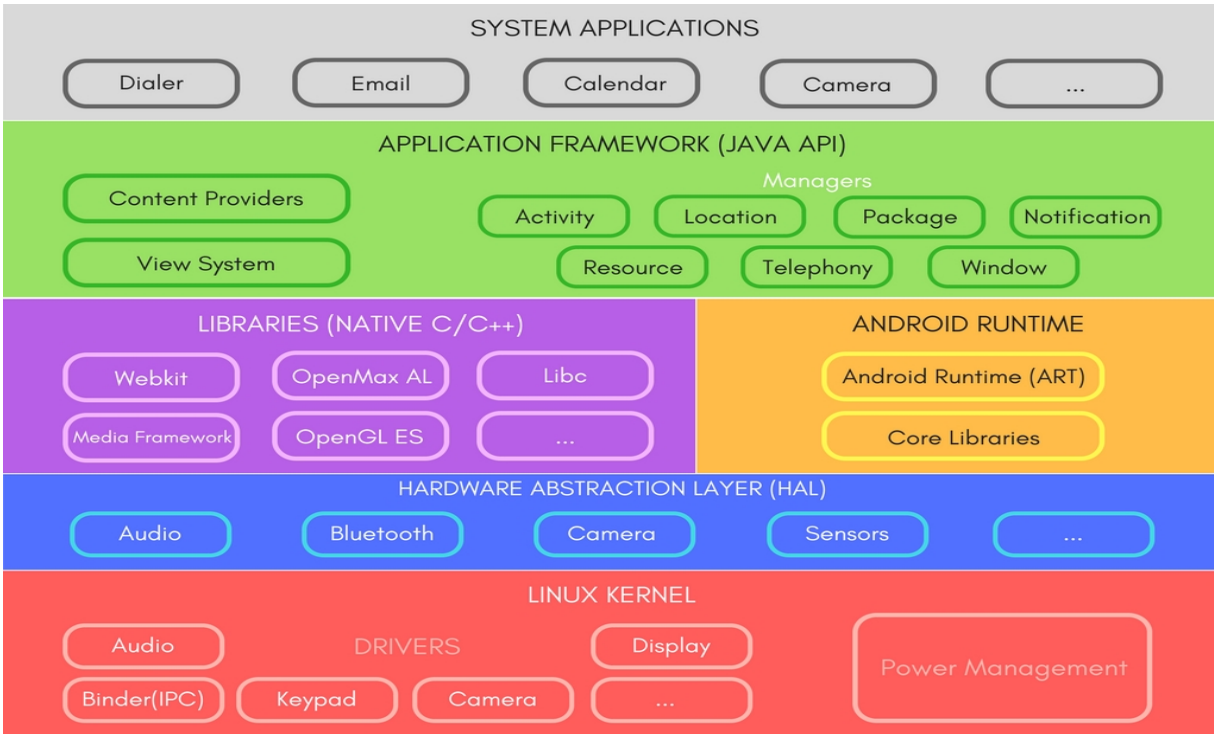 SYSTEM APPLICATIONS
Dialer
Email
Calendar
Camera
...
APPLICATION FRAMEWORK (JAVA API)
Content Providers
View System
Managers
Activity
Location
Package
Notification
Resource
Telephony
Window
LIBRARIES (NATIVE C/C++)
Webkit
OpenMax AL
Libc
Media Framework
OpenGL ES
...
ANDROID RUNTIME
Android Runtime (ART)
Core Libraries
HARDWARE ABSTRACTION LAYER (HAL)
Audio
Bluetooth
Camera
Sensors
...
LINUX KERNEL
Audio
DRIVERS
Display
Binder(IPC)
Keypad
Camera
...
Power Management